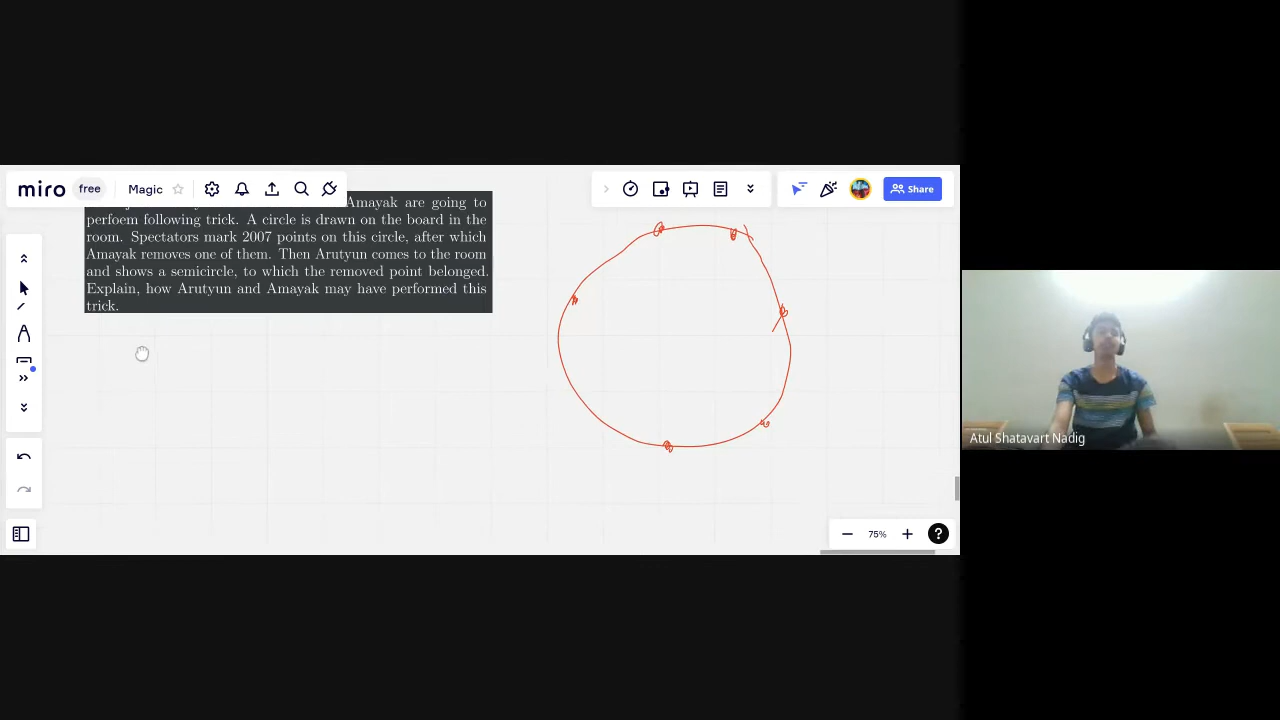 miro free Magic Share
Amayak are going to
perfoem following trick. A circle is drawn on the board in the
room. Spectators mark 2007 points on this circle, after which
Amayak removes one of them. Then Arutyun comes to the room
and shows a semicircle, to which the removed point belonged.
Explain, how Arutyun and Amayak may have performed this
trick.
Atul Shatavart Nadig
75%